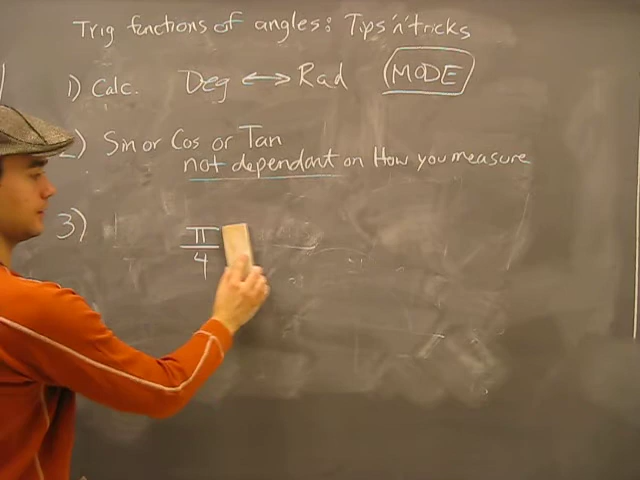 Trig functions of angles: Tips 'n' tricks
1) Calc. Deg ↔ Rad (MODE)
2) Sin or Cos or Tan
not dependant on How you measure
3) π
4